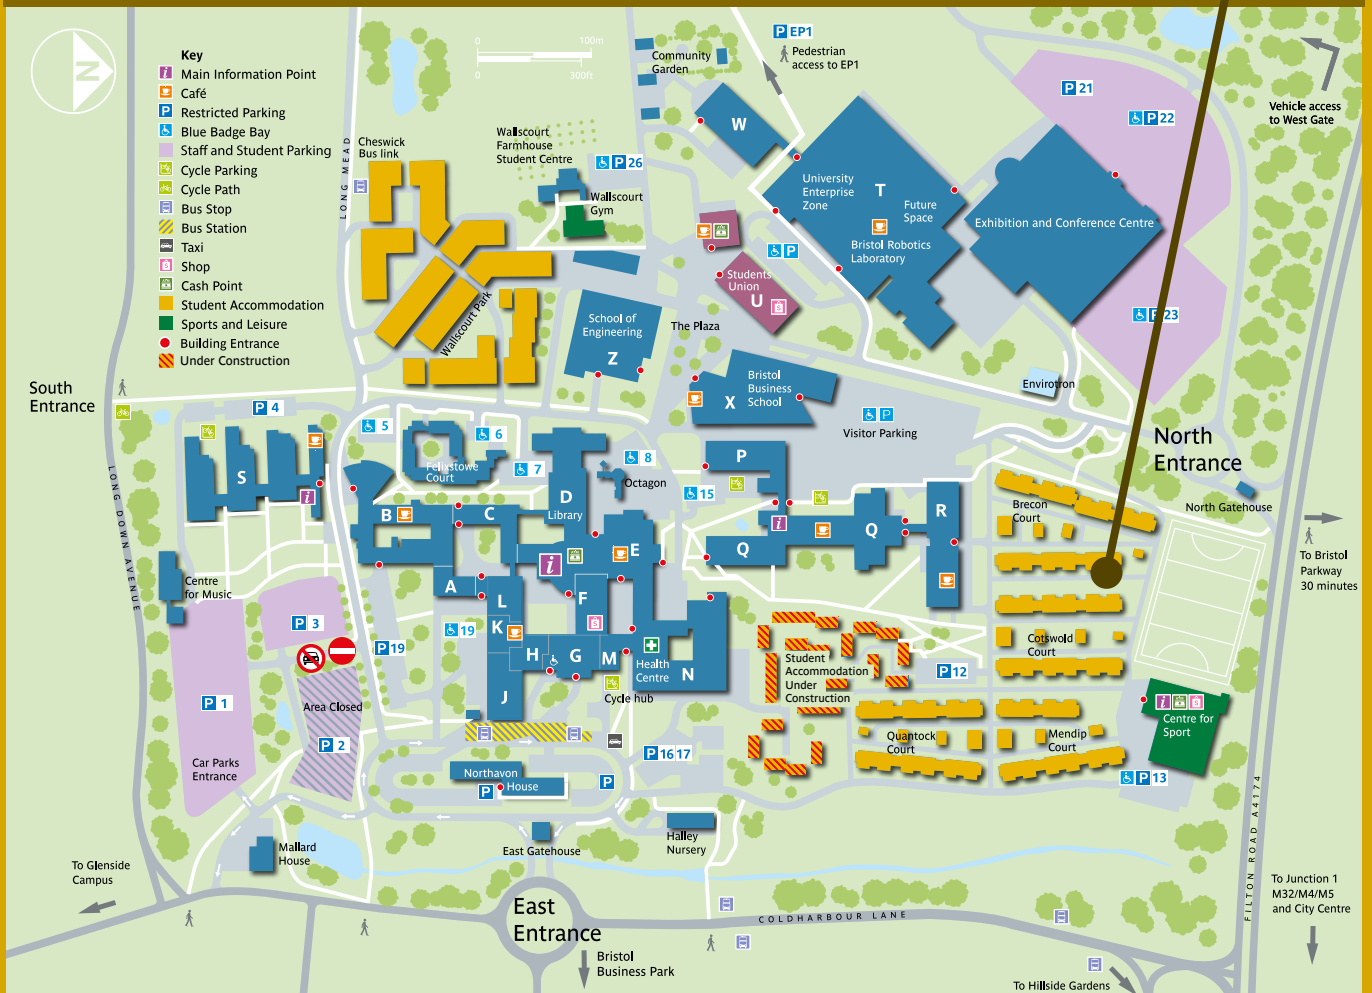 N
Key
i Main Information Point
Café
P Restricted Parking
Blue Badge Bay
Staff and Student Parking
Cycle Parking
Cycle Path
Bus Stop
Bus Station
Taxi
Shop
Cash Point
Student Accommodation
Sports and Leisure
Building Entrance
Under Construction
0 100m
0 300ft
Community
Garden
P EP1
Pedestrian
access to EP1
P 21
P 22
Vehicle access
to West Gate
Cheswick
Bus link
LONG MEAD
Wallscourt
Farmhouse
Student Centre
P 26
Wallscourt
Gym
W
University
Enterprise
Zone
T
Future
Space
Bristol Robotics
Laboratory
Exhibition and Conference Centre
P
Students
Union
U
P 23
Wallscourt Park
School of
Engineering
Z
The Plaza
Bristol
Business
School
X
Envirotron
South
Entrance
P 4
5
6
7
8
15
P
Visitor Parking
North
Entrance
North Gatehouse
To Bristol
Parkway
30 minutes
LONG DOWN AVENUE
S
i
Felixstowe
Court
Octagon
D
Library
B
C
P
i
Q
Q
R
Brecon
Court
i
E
A
L
F
K
H
G
M
J
Health
Centre
N
Centre
for Music
P 3
P 19
19
P 1
Area Closed
P 2
Car Parks
Entrance
Cycle hub
Student
Accommodation
Under
Construction
P 12
Cotswold
Court
Quantock
Court
Mendip
Court
i
Centre for
Sport
P 13
P 16 17
Northavon
House
P
P
East Gatehouse
Halley
Nursery
Mallard
House
To Glenside
Campus
East
Entrance
Bristol
Business Park
COLDHARBOUR LANE
FILTON ROAD A4174
To Junction 1
M32/M4/M5
and City Centre
To Hillside Gardens